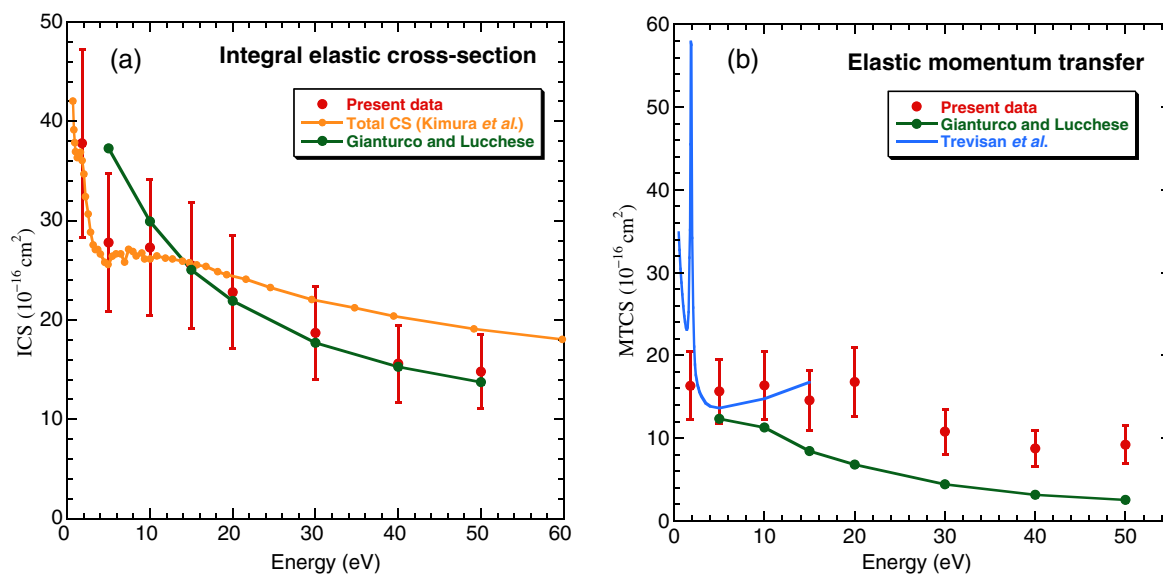 (a)
Integral elastic cross-section
Present data
Total CS (Kimura et al.)
Gianturco and Lucchese
ICS (10⁻¹⁶ cm²)
50
40
30
20
10
0
0 10 20 30 40 50 60
Energy (eV)
(b)
Elastic momentum transfer
Present data
Gianturco and Lucchese
Trevisan et al.
MTCS (10⁻¹⁶ cm²)
60
50
40
30
20
10
0
0 10 20 30 40 50
Energy (eV)